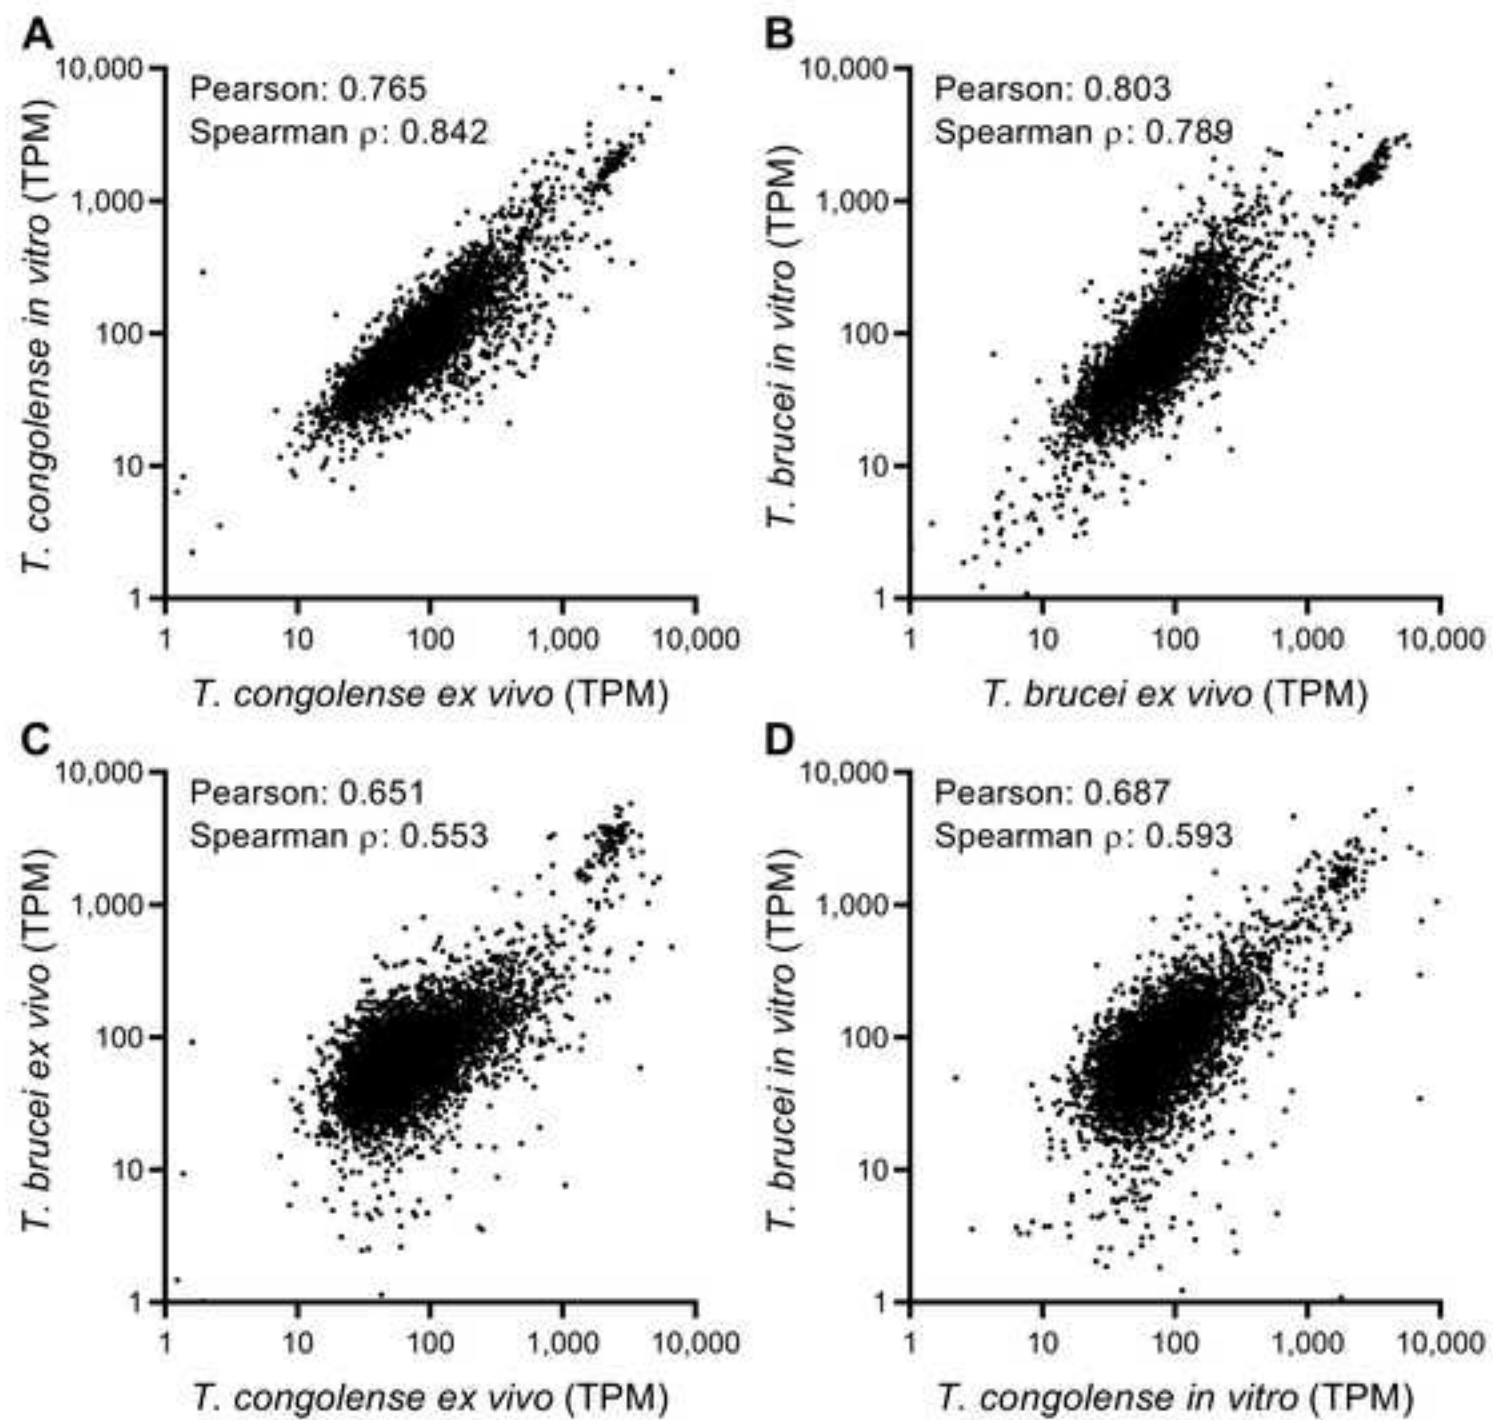 A
Pearson: 0.765
Spearman ρ: 0.842
T. congolense in vitro (TPM)
10,000
1,000
100
10
1
1 10 100 1,000 10,000
T. congolense ex vivo (TPM)
B
Pearson: 0.803
Spearman ρ: 0.789
T. brucei in vitro (TPM)
10,000
1,000
100
10
1
1 10 100 1,000 10,000
T. brucei ex vivo (TPM)
C
Pearson: 0.651
Spearman ρ: 0.553
T. brucei ex vivo (TPM)
10,000
1,000
100
10
1
1 10 100 1,000 10,000
T. congolense ex vivo (TPM)
D
Pearson: 0.687
Spearman ρ: 0.593
T. brucei in vitro (TPM)
10,000
1,000
100
10
1
1 10 100 1,000 10,000
T. congolense in vitro (TPM)